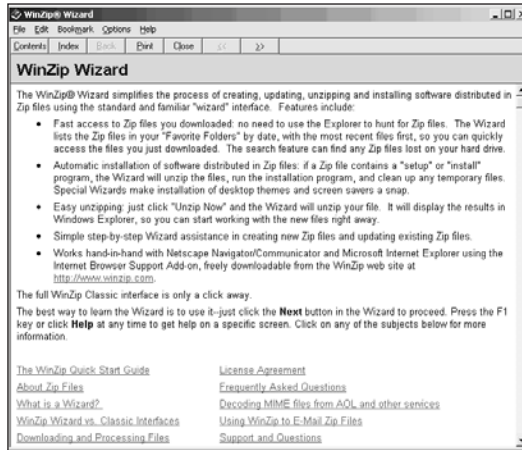 WinZip® Wizard
File Edit Bookmark Options Help
Contents Index Back Print Close << >>
WinZip Wizard
The WinZip® Wizard simplifies the process of creating, updating, unzipping and installing software distributed in
Zip files using the standard and familiar "wizard" interface. Features include:
• Fast access to Zip files you downloaded: no need to use the Explorer to hunt for Zip files. The Wizard
lists the Zip files in your "Favorite Folders" by date, with the most recent files first, so you can quickly
access the files you just downloaded. The search feature can find any Zip files lost on your hard drive.
• Automatic installation of software distributed in Zip files: if a Zip file contains a "setup" or "install"
program, the Wizard will unzip the files, run the installation program, and clean up any temporary files.
Special Wizards make installation of desktop themes and screen savers a snap.
• Easy unzipping: just click "Unzip Now" and the Wizard will unzip your file. It will display the results in
Windows Explorer, so you can start working with the new files right away.
• Simple step-by-step Wizard assistance in creating new Zip files and updating existing Zip files.
• Works hand-in-hand with Netscape Navigator/Communicator and Microsoft Internet Explorer using the
Internet Browser Support Add-on, freely downloadable from the WinZip web site at
http://www.winzip.com.
The full WinZip Classic interface is only a click away.
The best way to learn the Wizard is to use it--just click the Next button in the Wizard to proceed. Press the F1
key or click Help at any time to get help on a specific screen. Click on any of the subjects below for more
information.
The WinZip Quick Start Guide License Agreement
About Zip Files Frequently Asked Questions
What is a Wizard? Decoding MIME files from AOL and other services
WinZip Wizard vs. Classic Interfaces Using WinZip to E-Mail Zip Files
Downloading and Processing Files Support and Questions